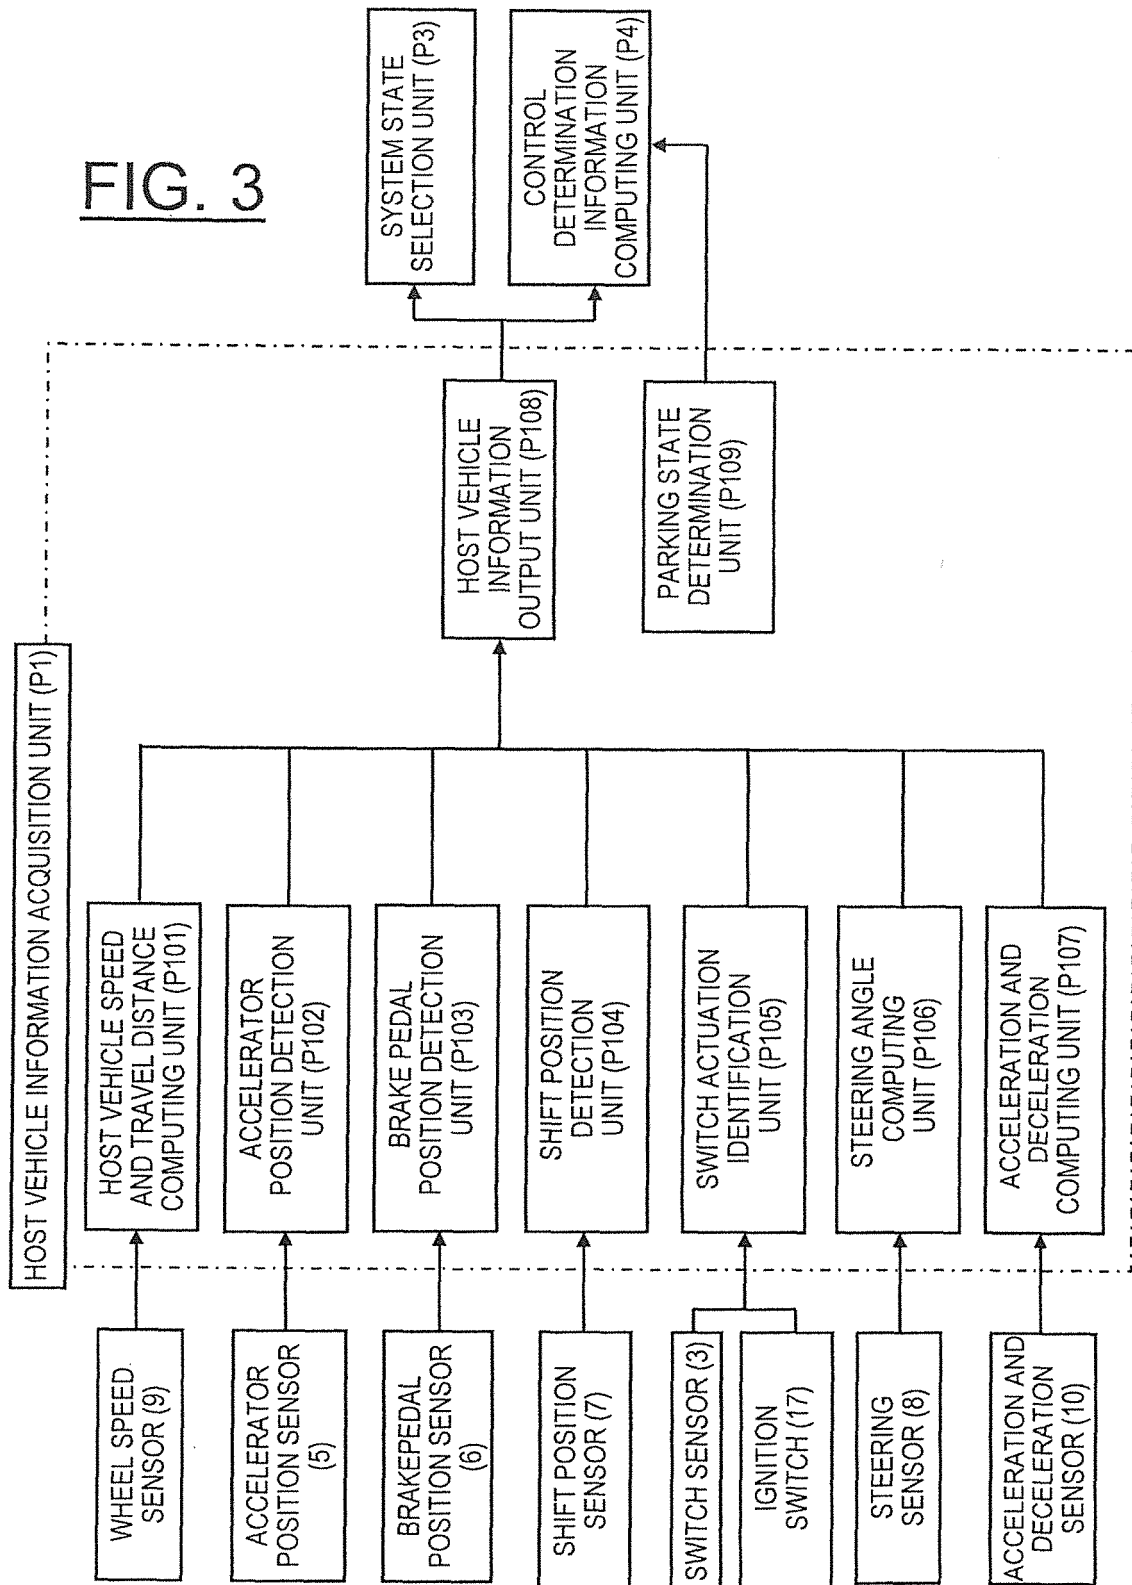 FIG. 3
HOST VEHICLE INFORMATION ACQUISITION UNIT (P1)
WHEEL SPEED
SENSOR (9)
ACCELERATOR
POSITION SENSOR
(5)
BRAKEPEDAL
POSITION SENSOR
(6)
SHIFT POSITION
SENSOR (7)
SWITCH SENSOR (3)
IGNITION
SWITCH (17)
STEERING
SENSOR (8)
ACCELERATION AND
DECELERATION
SENSOR (10)
HOST VEHICLE SPEED
AND TRAVEL DISTANCE
COMPUTING UNIT (P101)
ACCELERATOR
POSITION DETECTION
UNIT (P102)
BRAKE PEDAL
POSITION DETECTION
UNIT (P103)
SHIFT POSITION
DETECTION
UNIT (P104)
SWITCH ACTUATION
IDENTIFICATION
UNIT (P105)
STEERING ANGLE
COMPUTING
UNIT (P106)
ACCELERATION AND
DECELERATION
COMPUTING UNIT (P107)
HOST VEHICLE
INFORMATION
OUTPUT UNIT (P108)
PARKING STATE
DETERMINATION
UNIT (P109)
SYSTEM STATE
SELECTION UNIT (P3)
CONTROL
DETERMINATION
INFORMATION
COMPUTING UNIT (P4)